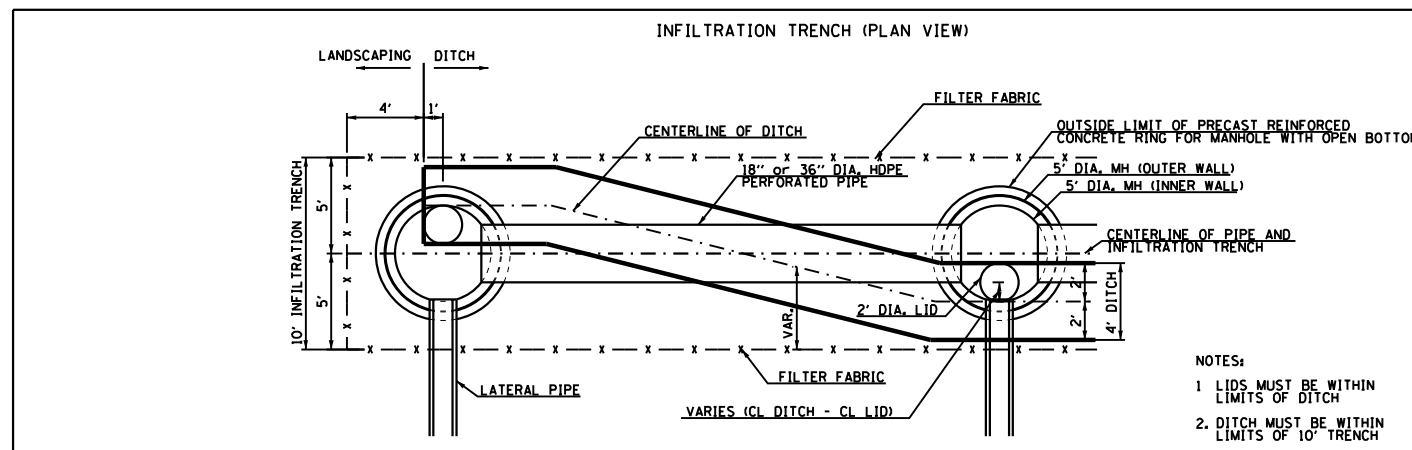 INFILTRATION TRENCH (PLAN VIEW)
LANDSCAPING DITCH
4' 1'
FILTER FABRIC
OUTSIDE LIMIT OF PRECAST REINFORCED
CONCRETE RING FOR MANHOLE WITH OPEN BOTTO
CENTERLINE OF DITCH
18" or 36" DIA. HDPE
PERFORATED PIPE
5' DIA. MH (OUTER WALL)
5' DIA. MH (INNER WALL)
10' INFILTRATION TRENCH
5'
5'
CENTERLINE OF PIPE AND
INFILTRATION TRENCH
VAR.
2' DIA. LID
2'
2'
4' DITCH
FILTER FABRIC
LATERAL PIPE
VARIES (CL DITCH - CL LID)
NOTES:
1 LIDS MUST BE WITHIN
LIMITS OF DITCH
2. DITCH MUST BE WITHIN
LIMITS OF 10' TRENCH